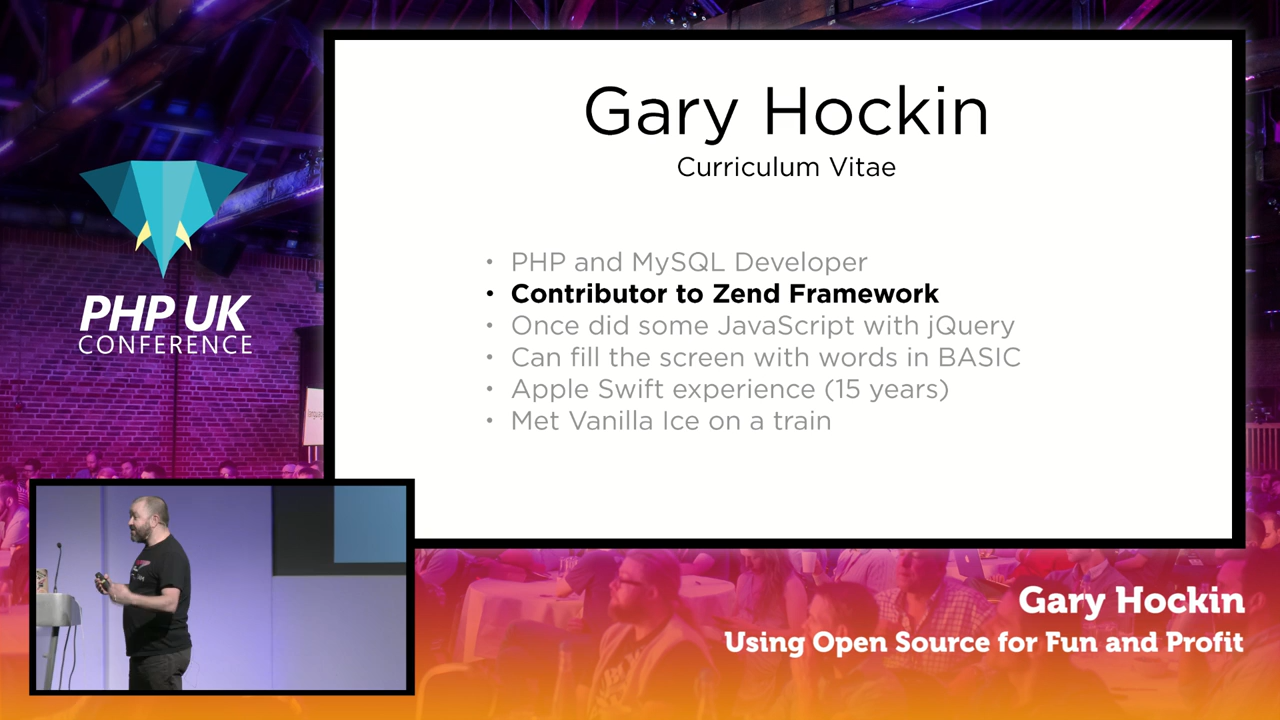 Gary Hockin
Curriculum Vitae
• PHP and MySQL Developer
• Contributor to Zend Framework
• Once did some JavaScript with jQuery
• Can fill the screen with words in BASIC
• Apple Swift experience (15 years)
• Met Vanilla Ice on a train
PHP UK
CONFERENCE
Gary Hockin
Using Open Source for Fun and Profit